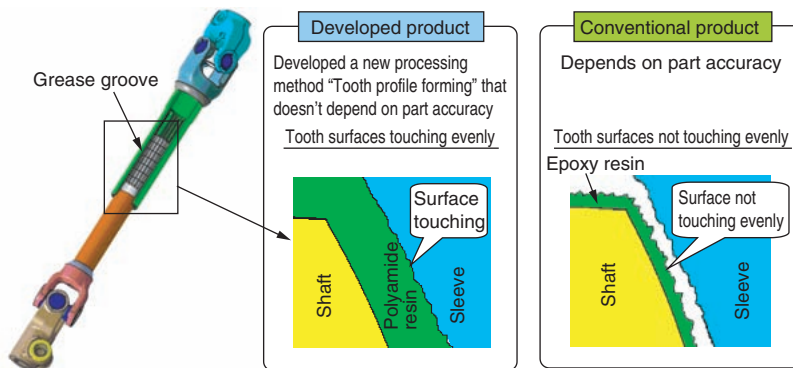 Grease groove
Developed product
Developed a new processing
method “Tooth profile forming” that
doesn’t depend on part accuracy
Tooth surfaces touching evenly
Surface
touching
Shaft
Polyamide
resin
Sleeve
Conventional product
Depends on part accuracy
Tooth surfaces not touching evenly
Epoxy resin
Surface not
touching evenly
Shaft
Sleeve